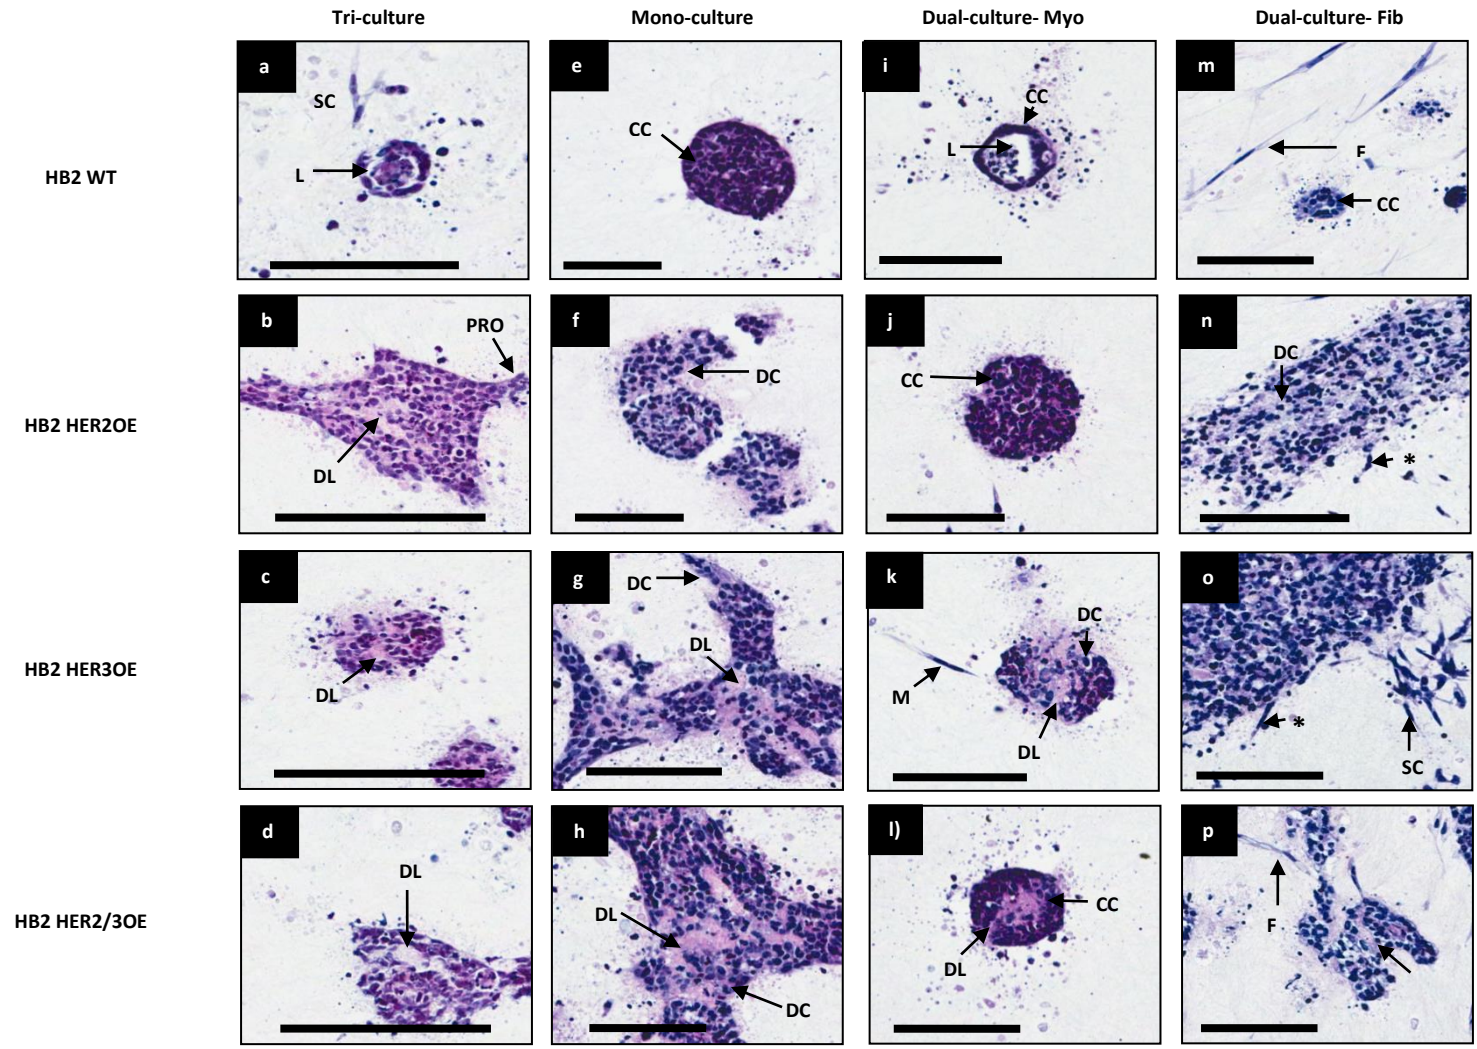 Tri-culture Mono-culture Dual-culture- Myo Dual-culture- Fib
HB2 WT
a
SC
L
e
CC
i
CC
L
m
F
CC
HB2 HER2OE
b
PRO
DL
f
DC
j
CC
n
DC
*
HB2 HER3OE
c
DL
g
DC
DL
k
DC
M
DL
o
*
SC
HB2 HER2/3OE
d
DL
h
DL
DC
l)
CC
DL
p
F